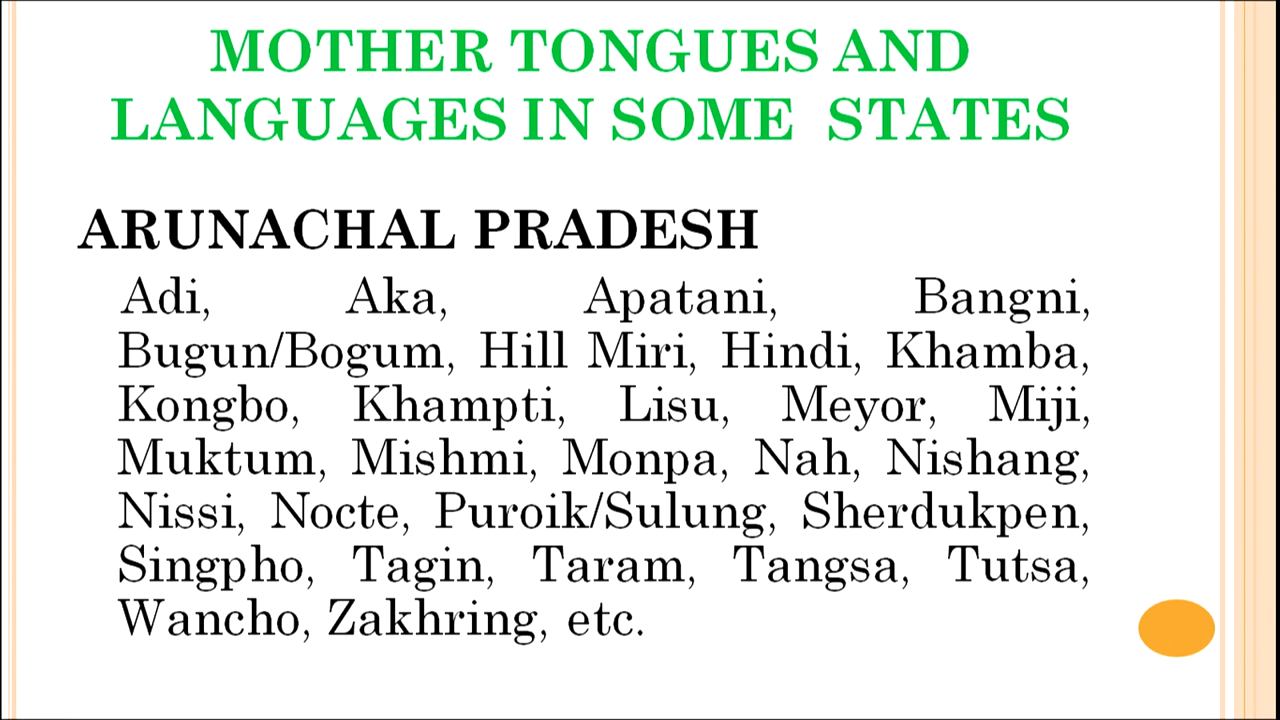 MOTHER TONGUES AND
LANGUAGES IN SOME STATES
ARUNACHAL PRADESH
Adi, Aka, Apatani, Bangni,
Bugun/Bogum, Hill Miri, Hindi, Khamba,
Kongbo, Khampti, Lisu, Meyor, Miji,
Muktum, Mishmi, Monpa, Nah, Nishang,
Nissi, Nocte, Puroik/Sulung, Sherdukpen,
Singpho, Tagin, Taram, Tangsa, Tutsa,
Wancho, Zakhring, etc.